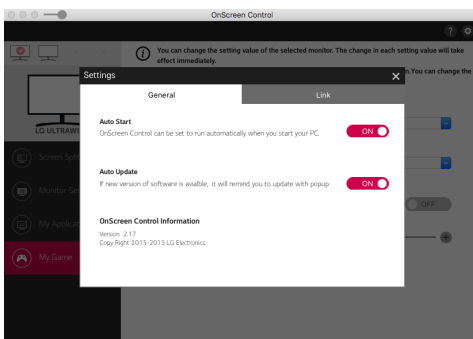 OnScreen Control
?
You can change the setting value of the selected monitor. The change in each setting value will take
effect immediately.
n.You can change the
Settings
General
Link
LG ULTRAWI
Auto Start
OnScreen Control can be set to run automatically when you start your PC.
ON
Screen Split
Auto Update
If new version of software is avialble, it will remind you to update with popup
ON
Monitor Se
OFF
My Applicat
OnScreen Control Information
Version 2.17
Copy Right 2015-2015 LG Electronics
My Game